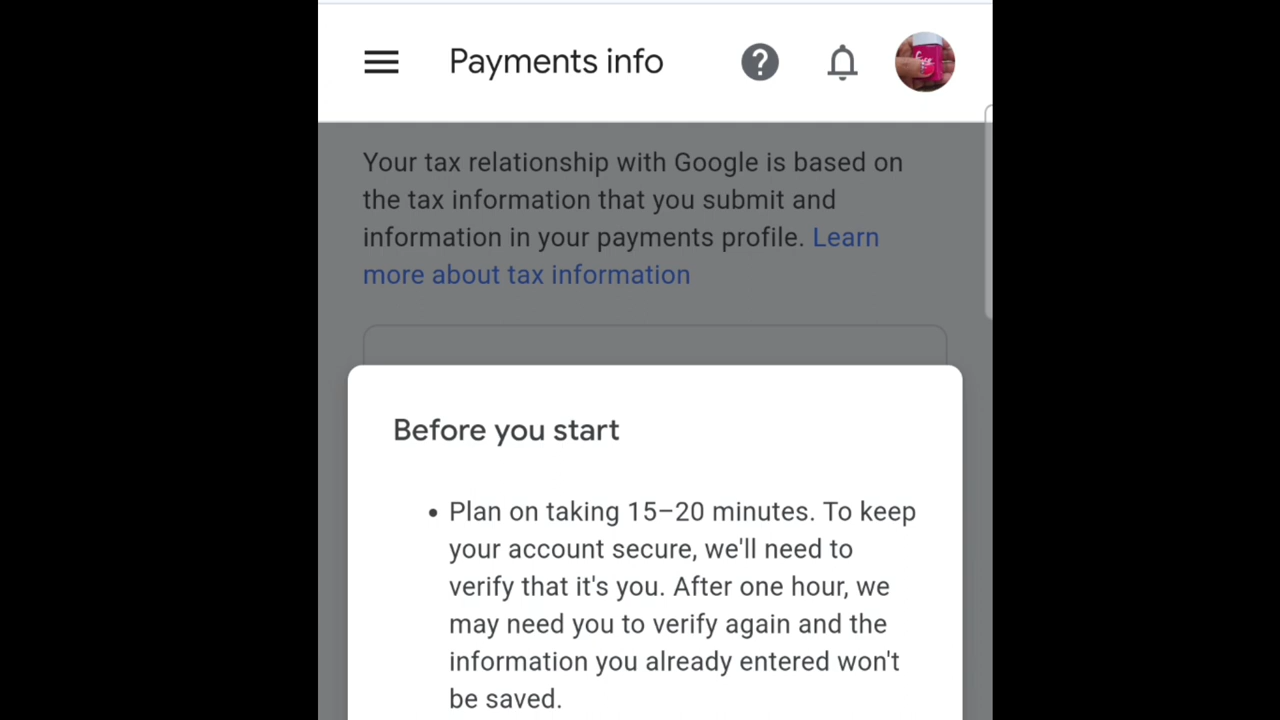 Payments info
Your tax relationship with Google is based on
the tax information that you submit and
information in your payments profile. Learn
more about tax information
Before you start
• Plan on taking 15–20 minutes. To keep
your account secure, we'll need to
verify that it's you. After one hour, we
may need you to verify again and the
information you already entered won't
be saved.